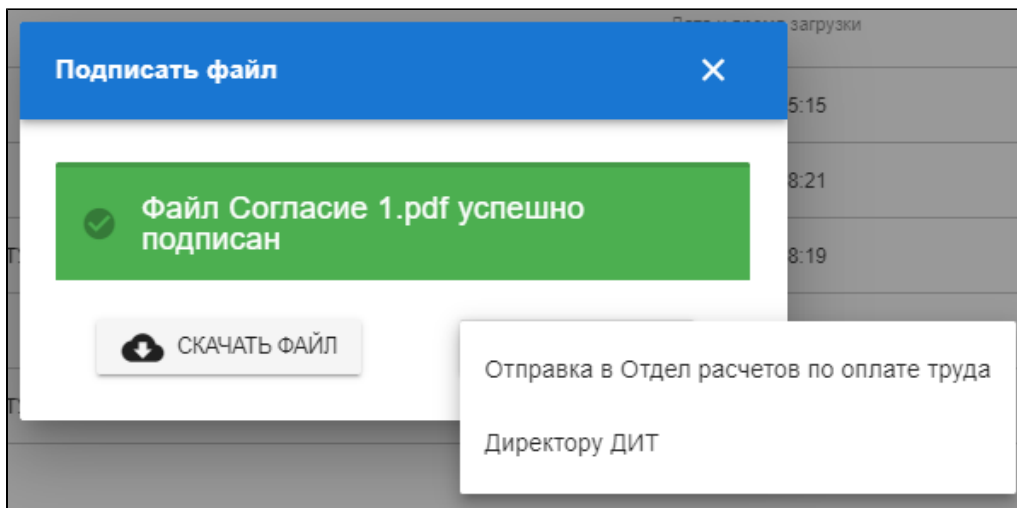 загрузки
Подписать файл
5:15
8:21
Файл Согласие 1.pdf успешно
подписан
8:19
СКАЧАТЬ ФАЙЛ
Отправка в Отдел расчетов по оплате труда
Директору ДИТ